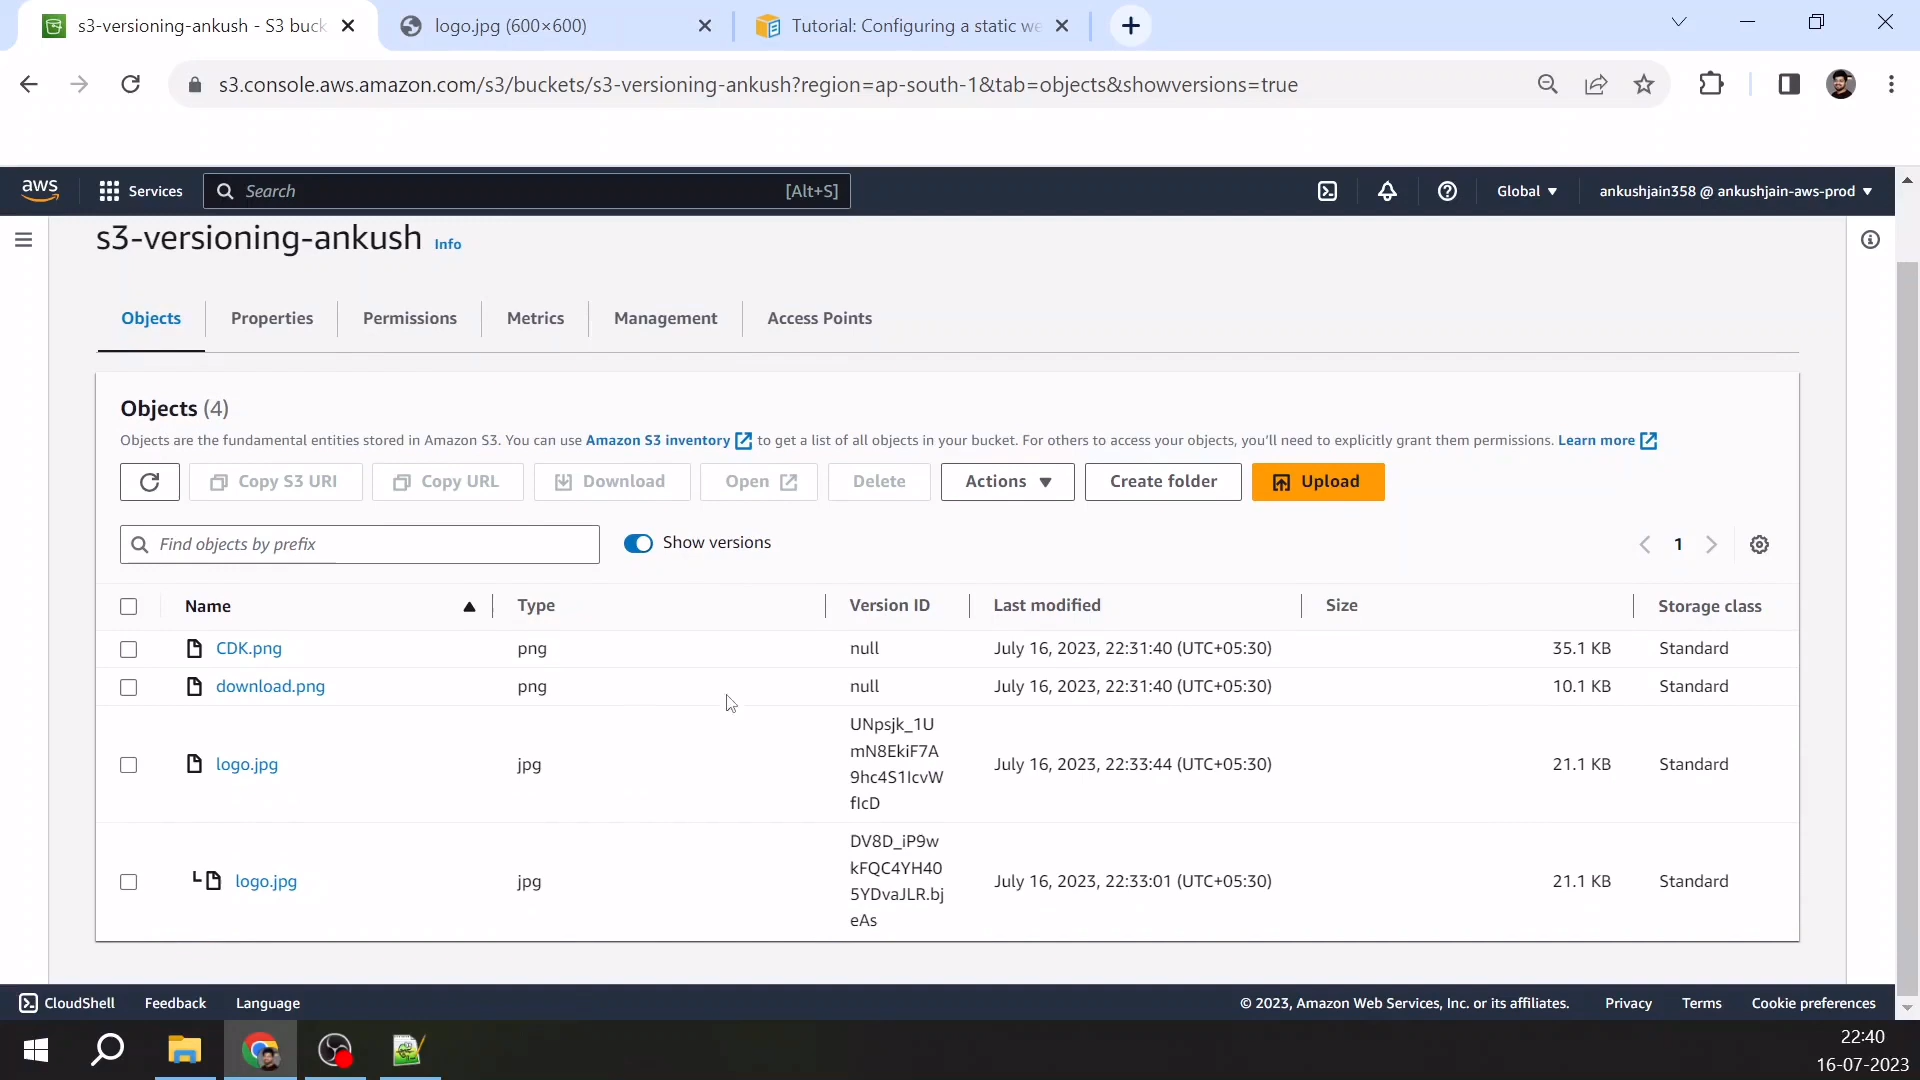 s3-versioning-ankush - S3 buck
logo.jpg (600×600)
Tutorial: Configuring a static we
s3.console.aws.amazon.com/s3/buckets/s3-versioning-ankush?region=ap-south-1&tab=objects&showversions=true
aws
Services
Search
[Alt+S]
Global
ankushjain358 @ ankushjain-aws-prod
s3-versioning-ankush Info
Objects
Properties
Permissions
Metrics
Management
Access Points
Objects (4)
Objects are the fundamental entities stored in Amazon S3. You can use Amazon S3 inventory to get a list of all objects in your bucket. For others to access your objects, you'll need to explicitly grant them permissions. Learn more
Copy S3 URI
Copy URL
Download
Open
Delete
Actions
Create folder
Upload
Find objects by prefix
Show versions
1
Name
Type
Version ID
Last modified
Size
Storage class
CDK.png
png
null
July 16, 2023, 22:31:40 (UTC+05:30)
35.1 KB
Standard
download.png
png
null
July 16, 2023, 22:31:40 (UTC+05:30)
10.1 KB
Standard
logo.jpg
jpg
UNpsjk_1U
mN8EkiF7A
9hc4S1IcvW
fIcD
July 16, 2023, 22:33:44 (UTC+05:30)
21.1 KB
Standard
logo.jpg
jpg
DV8D_iP9w
kFQC4YH40
5YDvaJLR.bj
eAs
July 16, 2023, 22:33:01 (UTC+05:30)
21.1 KB
Standard
CloudShell
Feedback
Language
© 2023, Amazon Web Services, Inc. or its affiliates.
Privacy
Terms
Cookie preferences
22:40
16-07-2023